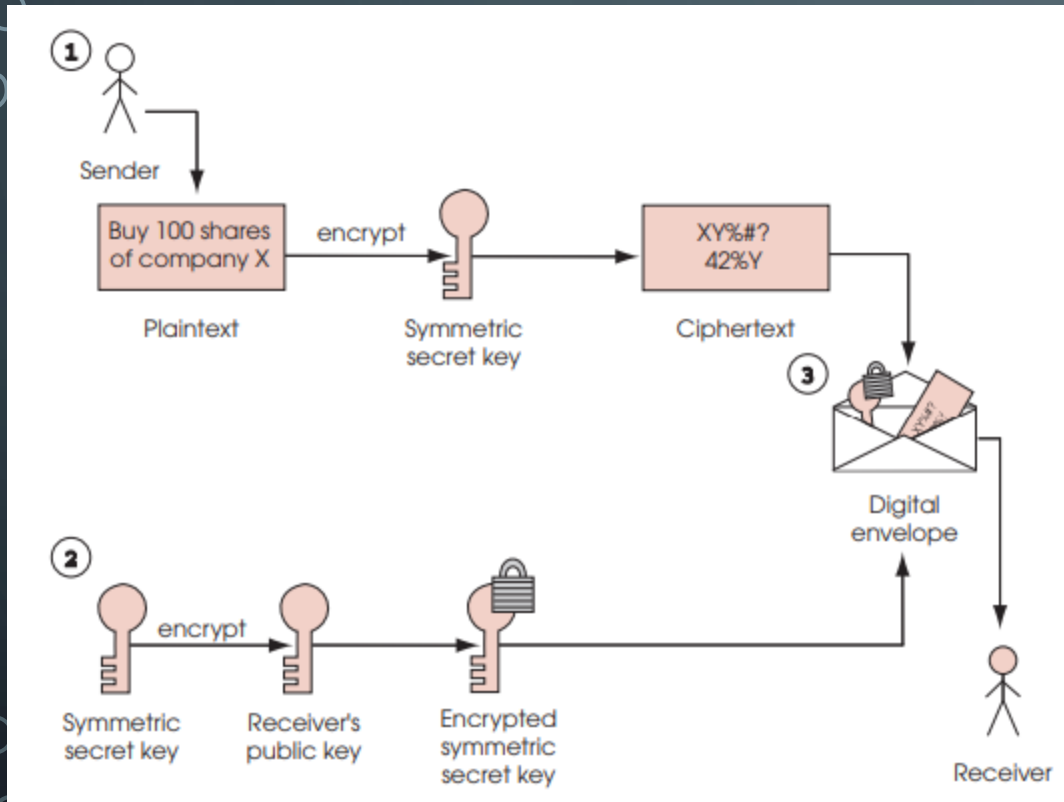 1
Sender
Buy 100 shares
of company X
encrypt
XY%#?
42%Y
Plaintext
Symmetric
secret key
Ciphertext
3
XY%#?
Digital
envelope
2
encrypt
Symmetric
secret key
Receiver's
public key
Encrypted
symmetric
secret key
Receiver